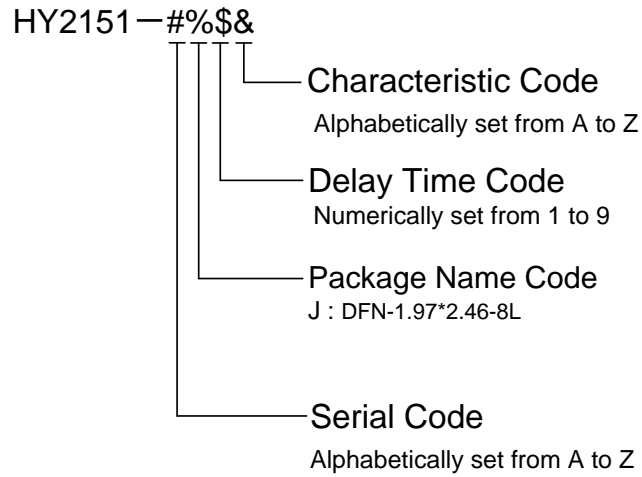 HY2151－#%$&
Characteristic Code
Alphabetically set from A to Z
Delay Time Code
Numerically set from 1 to 9
Package Name Code
J : DFN-1.97*2.46-8L
Serial Code
Alphabetically set from A to Z